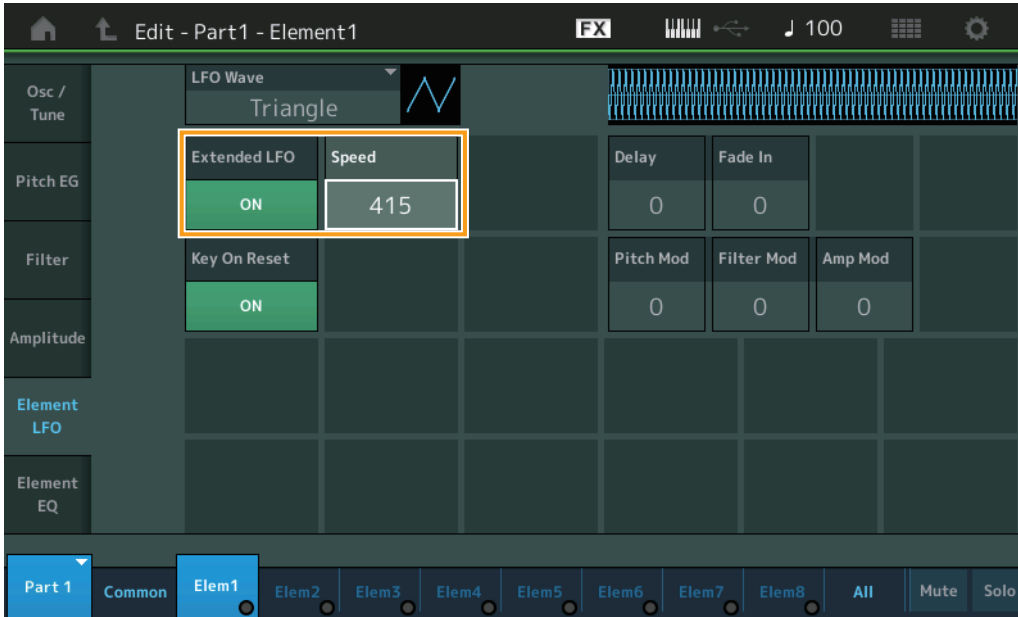 Edit - Part1 - Element1 FX ♩ 100
Osc /
Tune
LFO Wave
Triangle
Extended LFO Speed Delay Fade In
Pitch EG
ON 415 0 0
Filter Key On Reset Pitch Mod Filter Mod Amp Mod
ON 0 0 0
Amplitude
Element
LFO
Element
EQ
Part 1 Common Elem1 Elem2 Elem3 Elem4 Elem5 Elem6 Elem7 Elem8 All Mute Solo